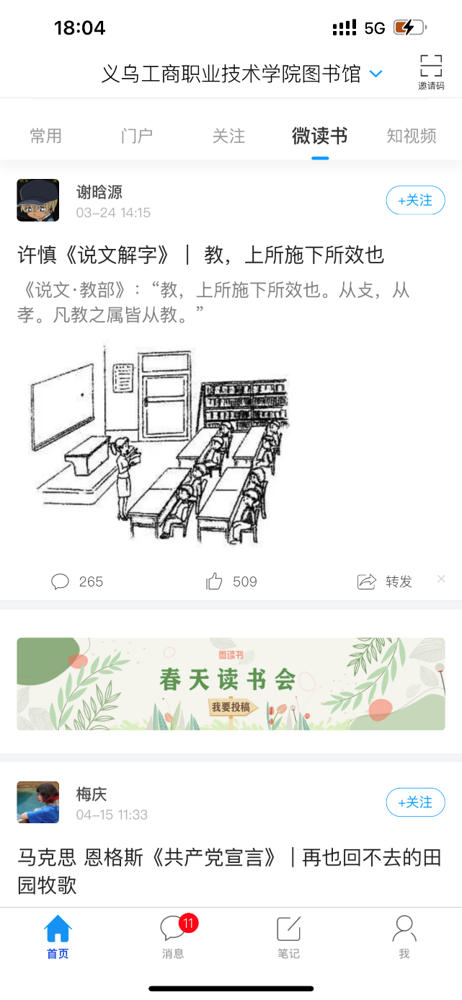 18:04
5G
义乌工商职业技术学院图书馆
邀请码
常用 门户 关注 微读书 知视频
谢晗源
03-24 14:15
+关注
许慎《说文解字》｜ 教，上所施下所效也
《说文·教部》：“教，上所施下所效也。从攴，从
孝。凡教之属皆从教。”
265 509 转发
微读书
春天读书会
我要投稿
梅庆
04-15 11:33
+关注
马克思 恩格斯《共产党宣言》 | 再也回不去的田
园牧歌
11
首页 消息 笔记 我